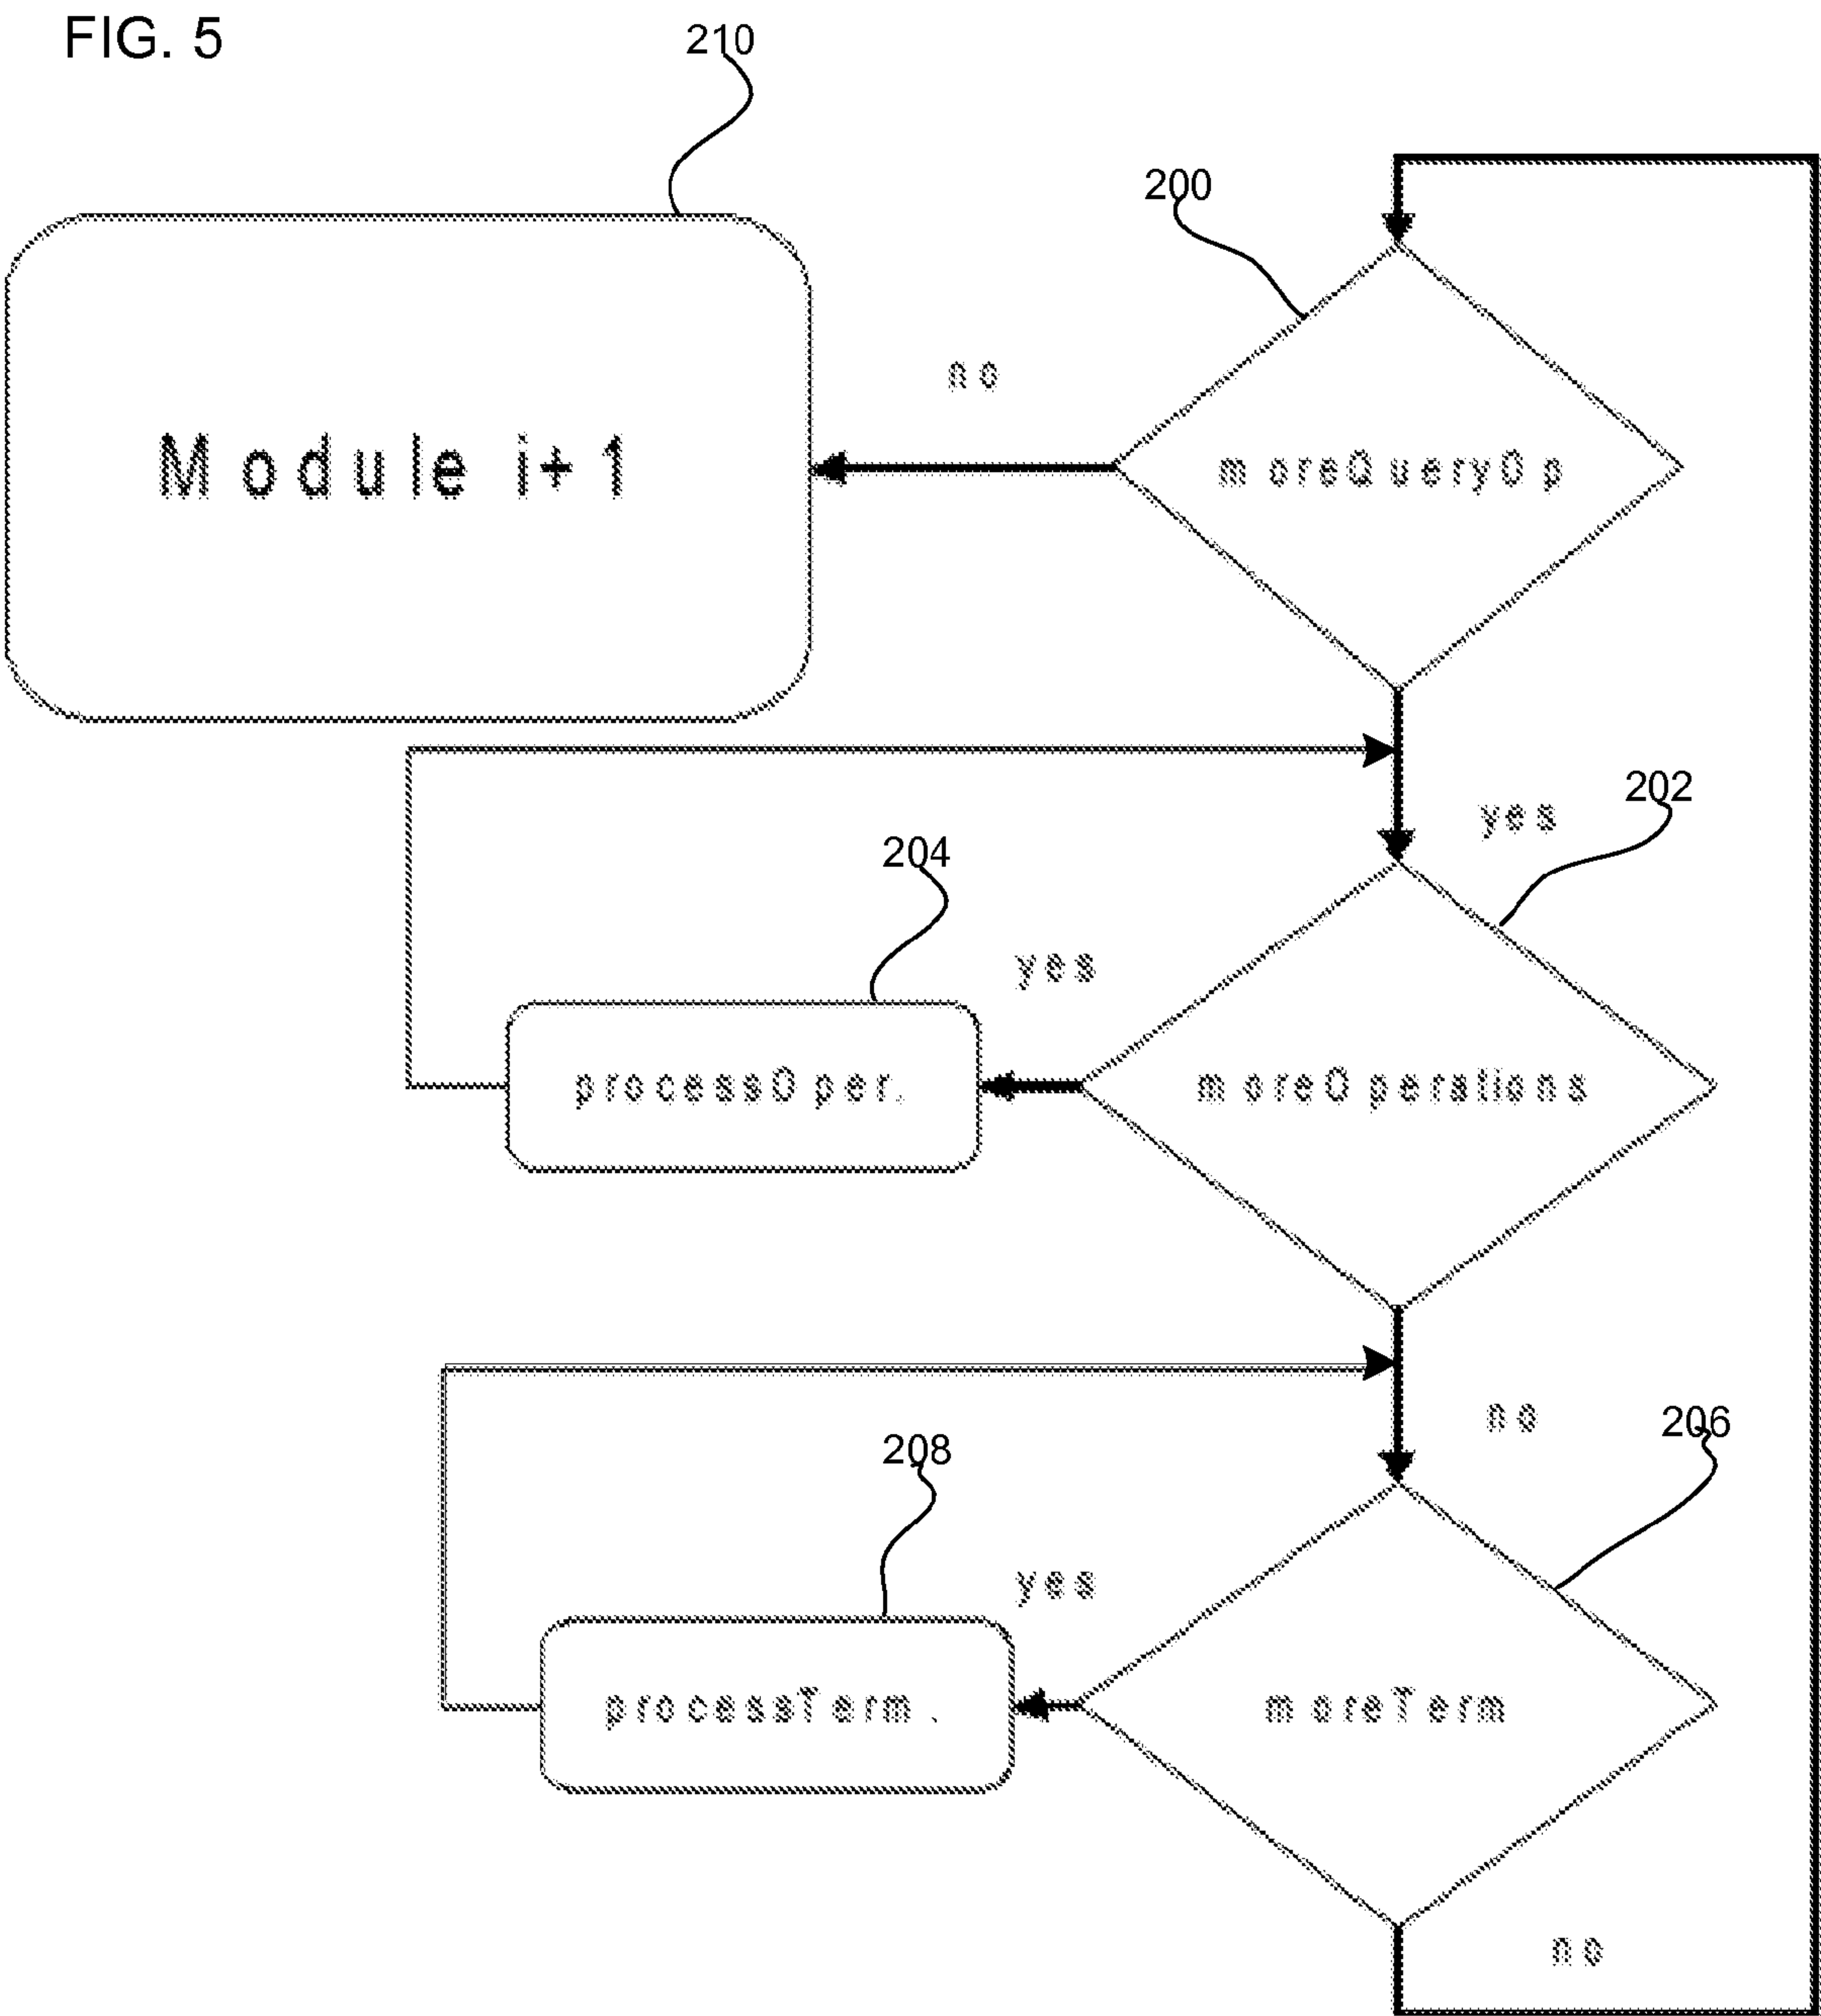 FIG. 5
210
200
no
Module i+1
moreQueryOp
202
yes
204
yes
processOper.
moreOperations
no
206
208
yes
processTerm.
moreTerm
no